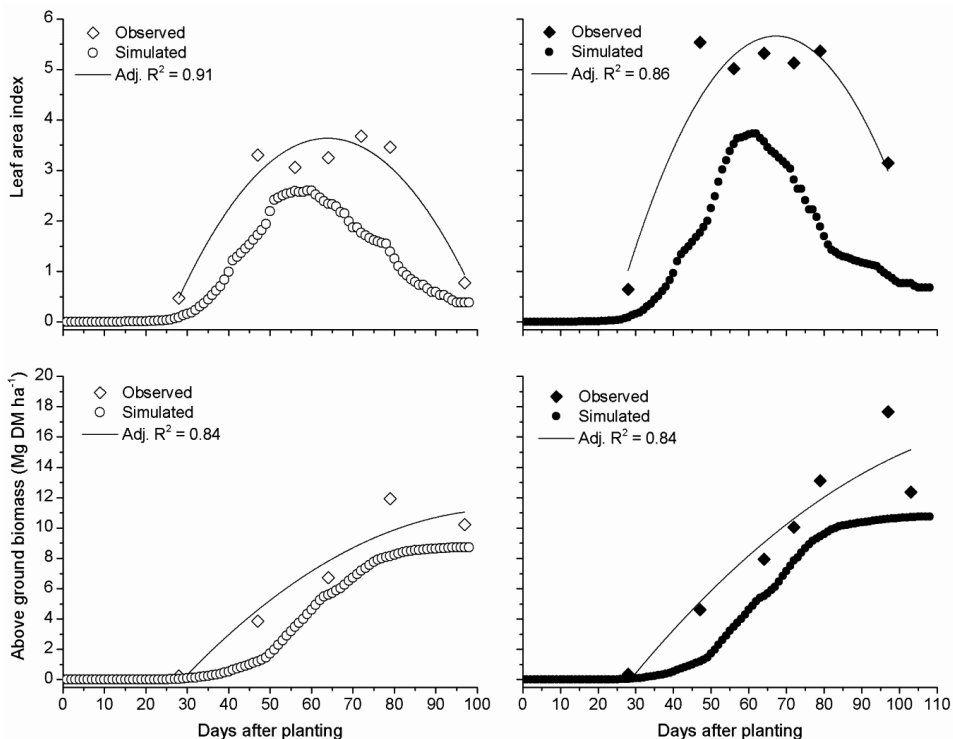 Leaf area index
6
5
4
3
2
1
0
Observed
Simulated
Adj. R² = 0.91
Observed
Simulated
Adj. R² = 0.86
Above ground biomass (Mg DM ha⁻¹)
20
18
16
14
12
10
8
6
4
2
0
Observed
Simulated
Adj. R² = 0.84
0 10 20 30 40 50 60 70 80 90 100
Days after planting
Observed
Simulated
Adj. R² = 0.84
0 10 20 30 40 50 60 70 80 90 100 110
Days after planting